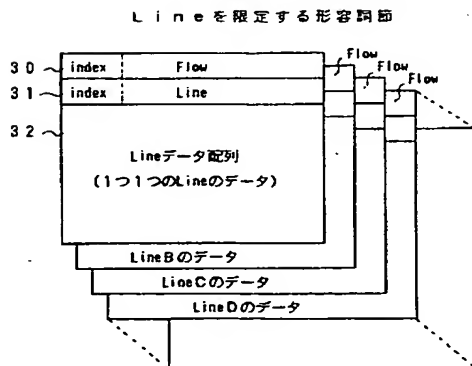 Lineを限定する形容詞節
Flow
30 index Flow
Flow
Flow
31 index Line
32
Lineデータ配列
(1つ1つのLineのデータ)
LineBのデータ
LineCのデータ
LineDのデータ